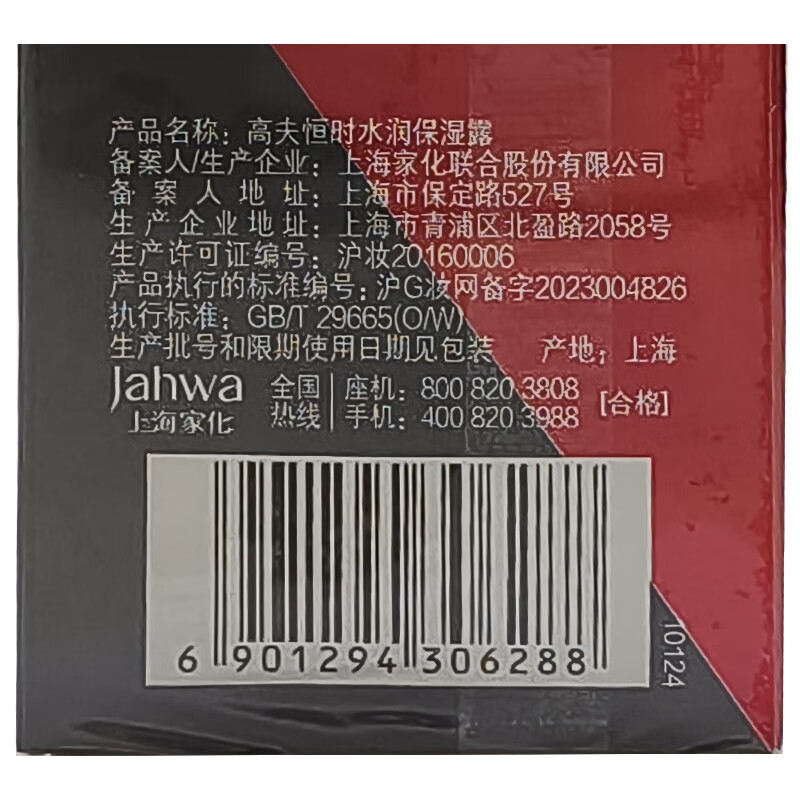 产品名称：高夫恒时水润保湿露
备案人/生产企业：上海家化联合股份有限公司
备案人地址：上海市保定路527号
生产企业地址：上海市青浦区北盈路2058号
生产许可证编号：沪妆20160006
产品执行的标准编号：沪G妆网备字2023004826
执行标准：GB/T 29665(O/W)
生产批号和限期使用日期见包装 产地：上海
Jahwa
上海家化
全国热线
座机：800 820 3808
手机：400 820 3988
[合格]
6 901294 306288
10124